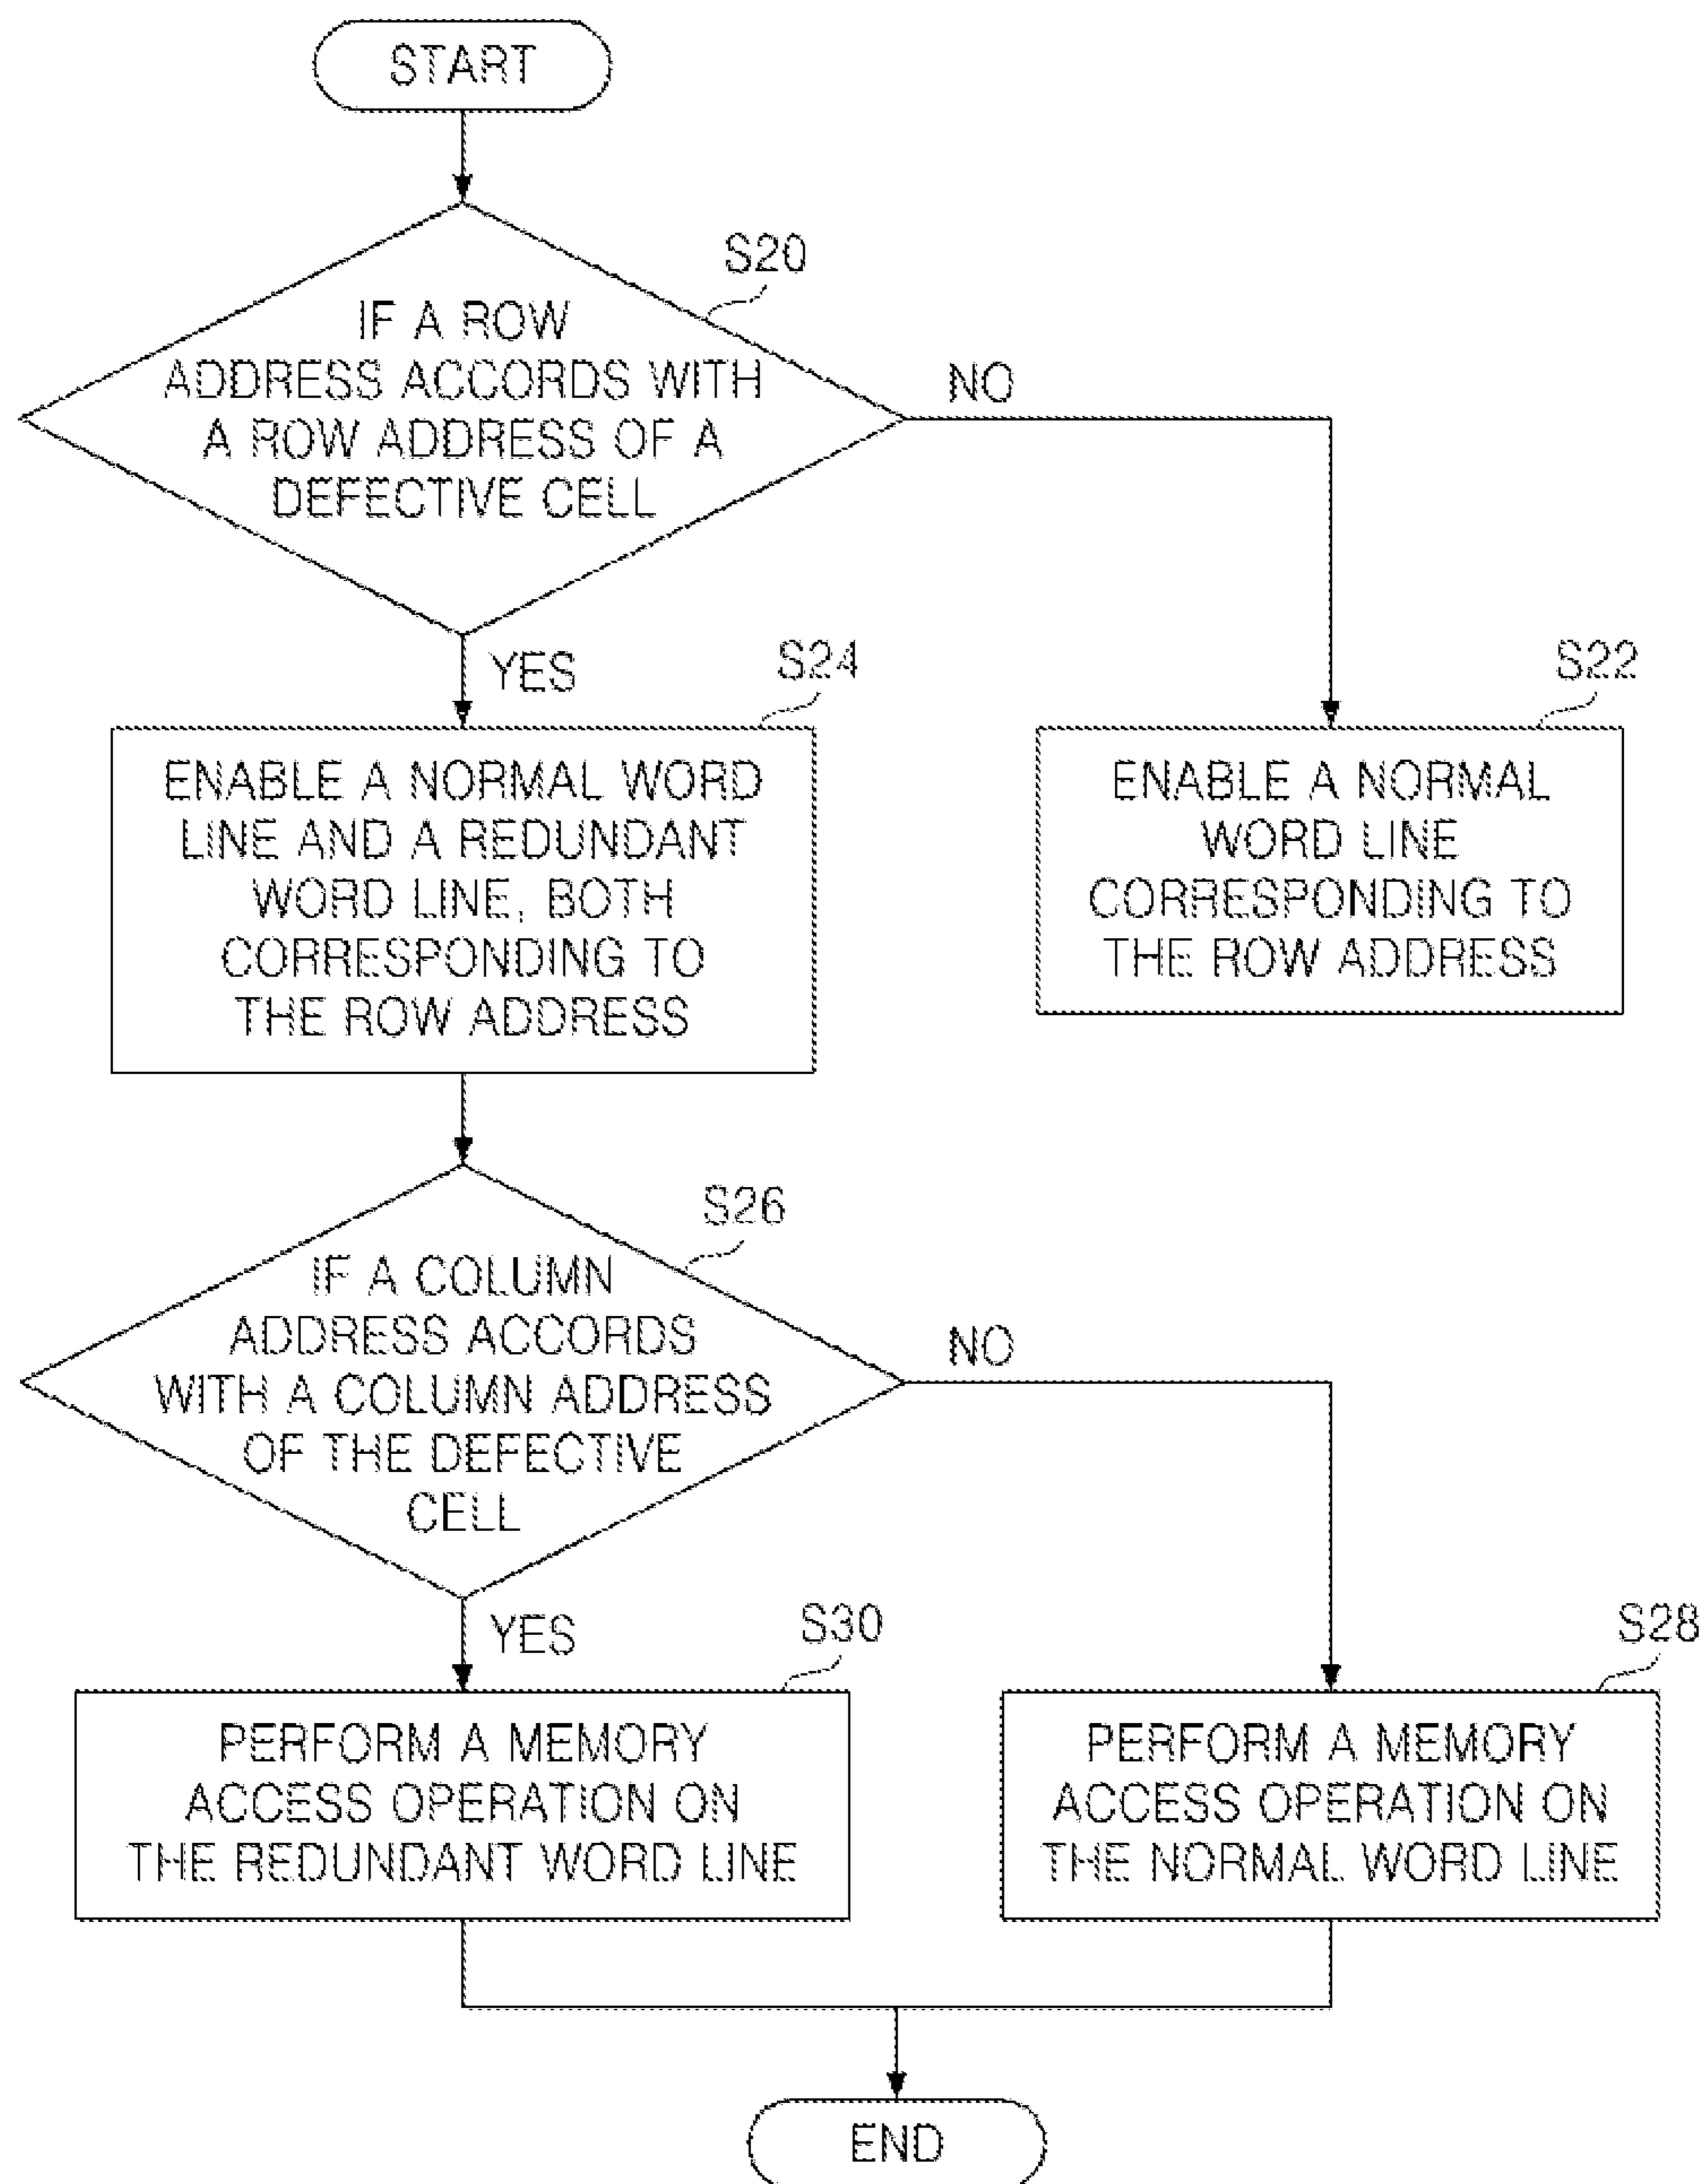 START
S20
IF A ROW
ADDRESS ACCORDS WITH
A ROW ADDRESS OF A
DEFECTIVE CELL
NO
YES
S24
ENABLE A NORMAL WORD
LINE AND A REDUNDANT
WORD LINE, BOTH
CORRESPONDING TO
THE ROW ADDRESS
S22
ENABLE A NORMAL
WORD LINE
CORRESPONDING TO
THE ROW ADDRESS
S26
IF A COLUMN
ADDRESS ACCORDS
WITH A COLUMN ADDRESS
OF THE DEFECTIVE
CELL
NO
YES
S30
PERFORM A MEMORY
ACCESS OPERATION ON
THE REDUNDANT WORD LINE
S28
PERFORM A MEMORY
ACCESS OPERATION ON
THE NORMAL WORD LINE
END